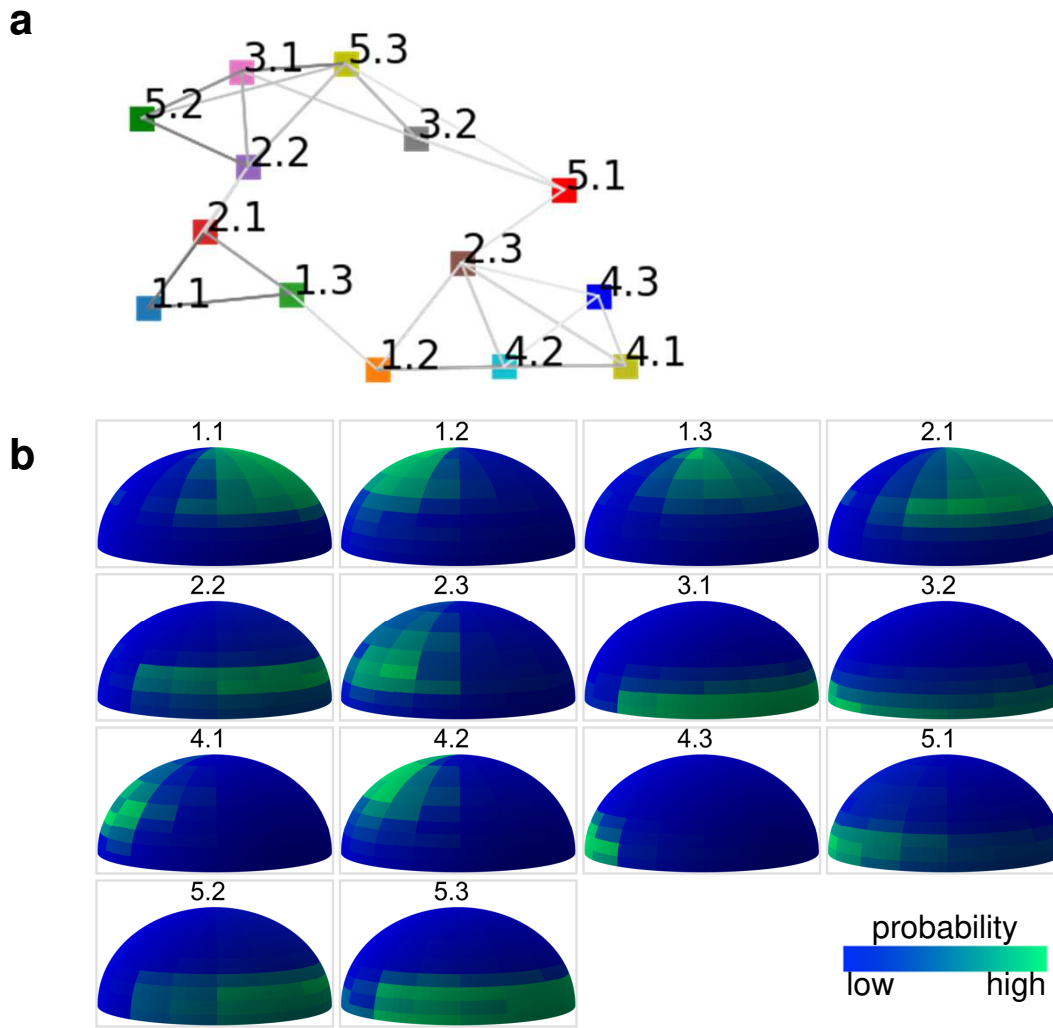 a
3.1 5.3
5.2 3.2
2.2 5.1
2.1 2.3
1.1 1.3 4.3
1.2 4.2 4.1
b
1.1 1.2 1.3 2.1
2.2 2.3 3.1 3.2
4.1 4.2 4.3 5.1
5.2 5.3
probability
low high